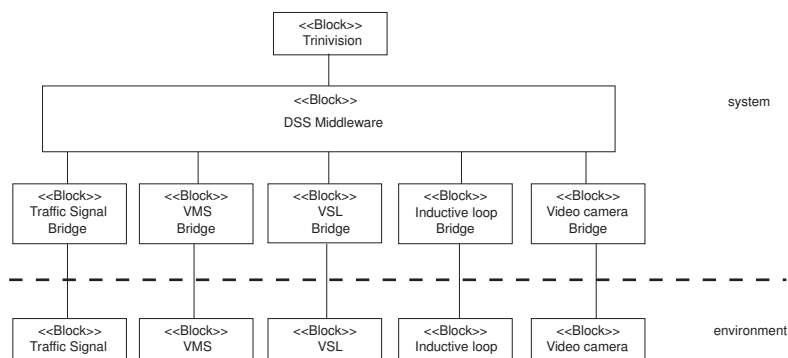 <<Block>>
Trinivision
<<Block>>
DSS Middleware
system
<<Block>>
Traffic Signal
Bridge
<<Block>>
VMS
Bridge
<<Block>>
VSL
Bridge
<<Block>>
Inductive loop
Bridge
<<Block>>
Video camera
Bridge
<<Block>>
Traffic Signal
<<Block>>
VMS
<<Block>>
VSL
<<Block>>
Inductive loop
<<Block>>
Video camera
environment